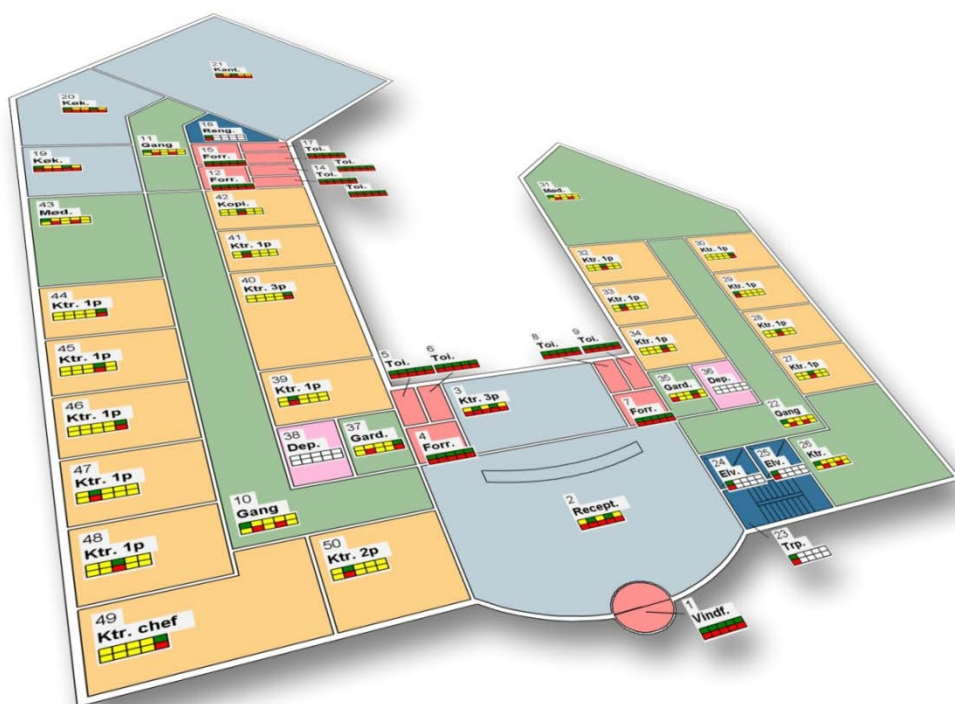 21
Kant.
20
Køk.
19
Køk.
11
Gang
18
Reng.
15
Forr.
12
Forr.
17
Toi.
Toi.
14
Toi.
Toi.
43
Mød.
42
Kopi.
41
Ktr. 1p
40
Ktr. 3p
44
Ktr. 1p
45
Ktr. 1p
46
Ktr. 1p
47
Ktr. 1p
48
Ktr. 1p
49
Ktr. chef
50
Ktr. 2p
39
Ktr. 1p
38
Dep.
37
Gard.
10
Gang
5
Toi.
6
Toi.
4
Forr.
3
Ktr. 3p
2
Recept.
1
Vindf.
8
Toi.
9
Toi.
7
Forr.
31
Mød.
32
Ktr. 1p
33
Ktr. 1p
34
Ktr. 1p
35
Gard.
36
Dep.
30
Ktr. 1p
29
Ktr. 1p
28
Ktr. 1p
27
Ktr. 1p
22
Gang
26
Ktr.
25
Elv.
24
Elv.
23
Trp.